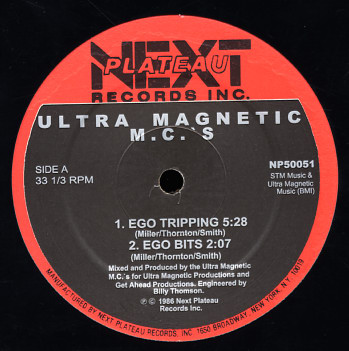 NEXT
PLATEAU
RECORDS INC.
ULTRA MAGNETIC
M.C.'S
SIDE A
33 1/3 RPM
NP50051
STM Music &
Ultra Magnetic
Music (BMI)
1. EGO TRIPPING 5:28
(Miller/Thornton/Smith)
2. EGO BITS 2:07
(Miller/Thornton/Smith)
Mixed and Produced by the Ultra Magnetic
M.C.'s for Ultra Magnetic Productions and
Get Ahead Productions. Engineered by
Billy Thomson.
℗ © 1986 Next Plateau
Records Inc.
MANUFACTURED BY NEXT PLATEAU RECORDS, INC. 1650 BROADWAY, NEW YORK, N.Y. 10019